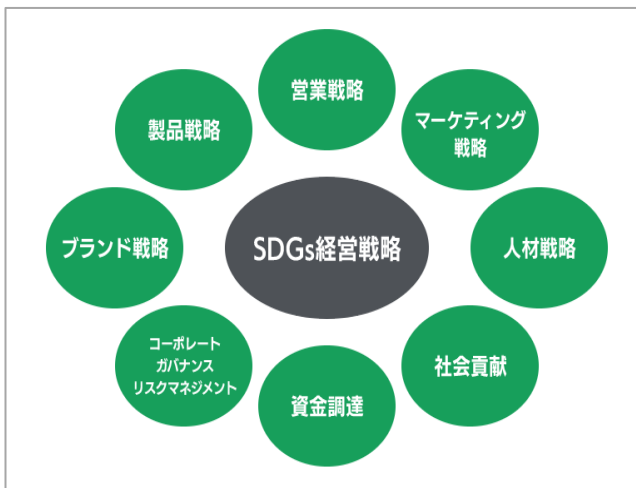 営業戦略
製品戦略
マーケティング
戦略
ブランド戦略
SDGs経営戦略
人材戦略
コーポレート
ガバナンス
リスクマネジメント
社会貢献
資金調達